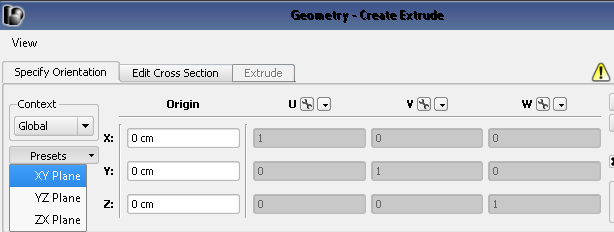 Geometry - Create Extrude
View
Specify Orientation Edit Cross Section Extrude
Context
Global
Presets
XY Plane
YZ Plane
ZX Plane
Origin U V W
X: 0 cm 1 0 0
Y: 0 cm 0 1 0
Z: 0 cm 0 0 1